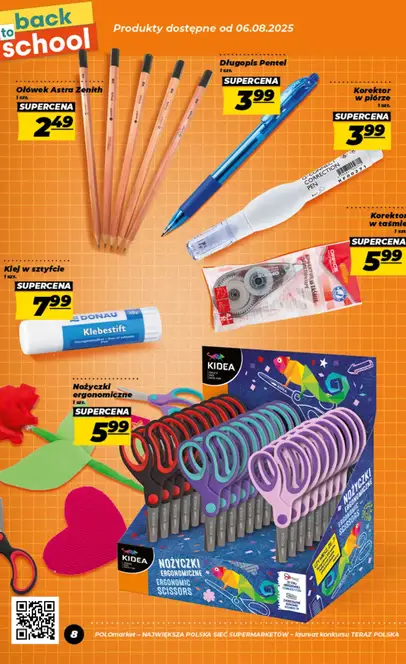 back
to
school
Produkty dostępne od 06.08.2025
Ołówek Astra Zenith
1 szt.
SUPERCENA
2 49
Długopis Pentel
1 szt.
SUPERCENA
3 99
Korektor
w piórze
1 szt.
SUPERCENA
3 99
CORRECTION
PEN
Korektor
w taśmie
1 szt.
SUPERCENA
5 99
Klej w sztyfcie
1 szt.
SUPERCENA
7 99
DONAU
Klebestift
Nożyczki
ergonomiczne
1 szt.
SUPERCENA
5 99
KIDEA
NOŻYCZKI
ERGONOMICZNE
ERGONOMIC
SCISSORS
KIDEA
NOŻYCZKI
ERGONOMICZNE
ERGONOMIC
SCISSORS
8
POLOmarket – NAJWIĘKSZA POLSKA SIEĆ SUPERMARKETÓW – laureat konkursu TERAZ POLSKA